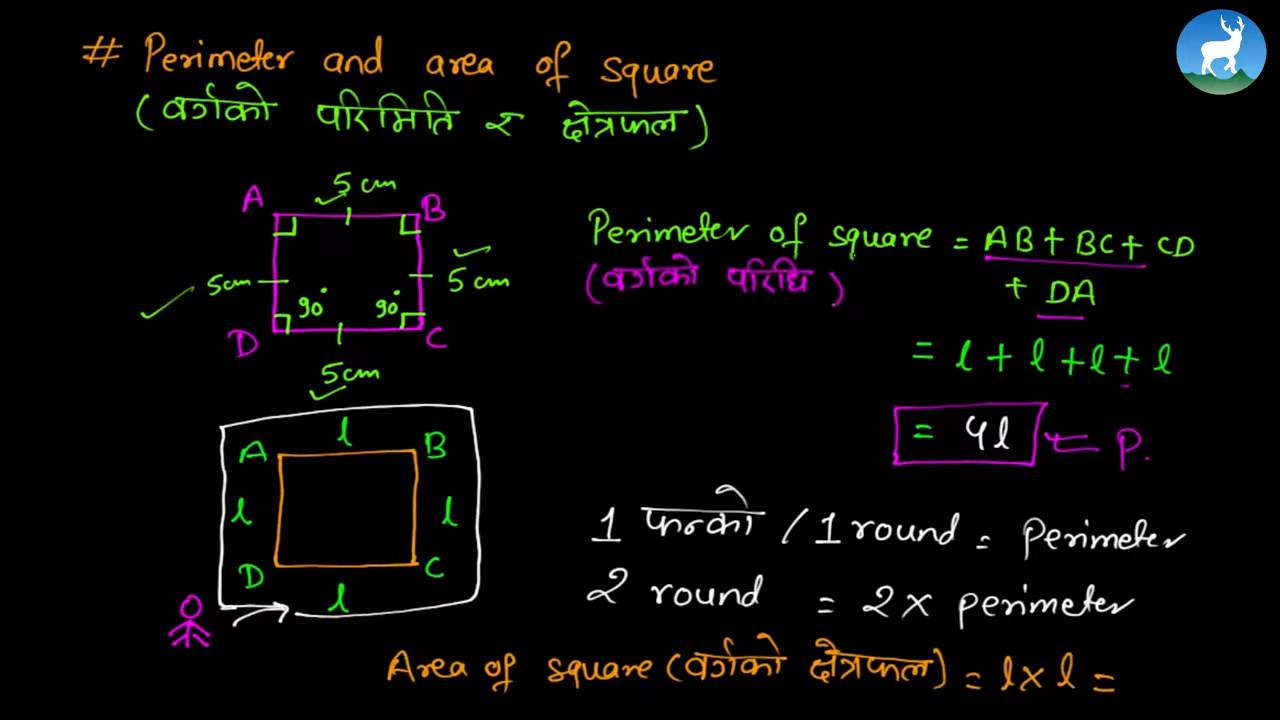 # Perimeter and area of square
(वर्गको परिमिति र क्षेत्रफल)
5 cm
A B
5cm 5 cm
90° 90°
D C
5cm
Perimeter of square = AB + BC + CD
(वर्गको परिधि)
+ DA
= l + l + l + l
= 4l ← P.
l
A B
l l
D C
l
1 फन्को / 1 round = perimeter
2 round = 2 x perimeter
Area of square (वर्गको क्षेत्रफल) = l x l =